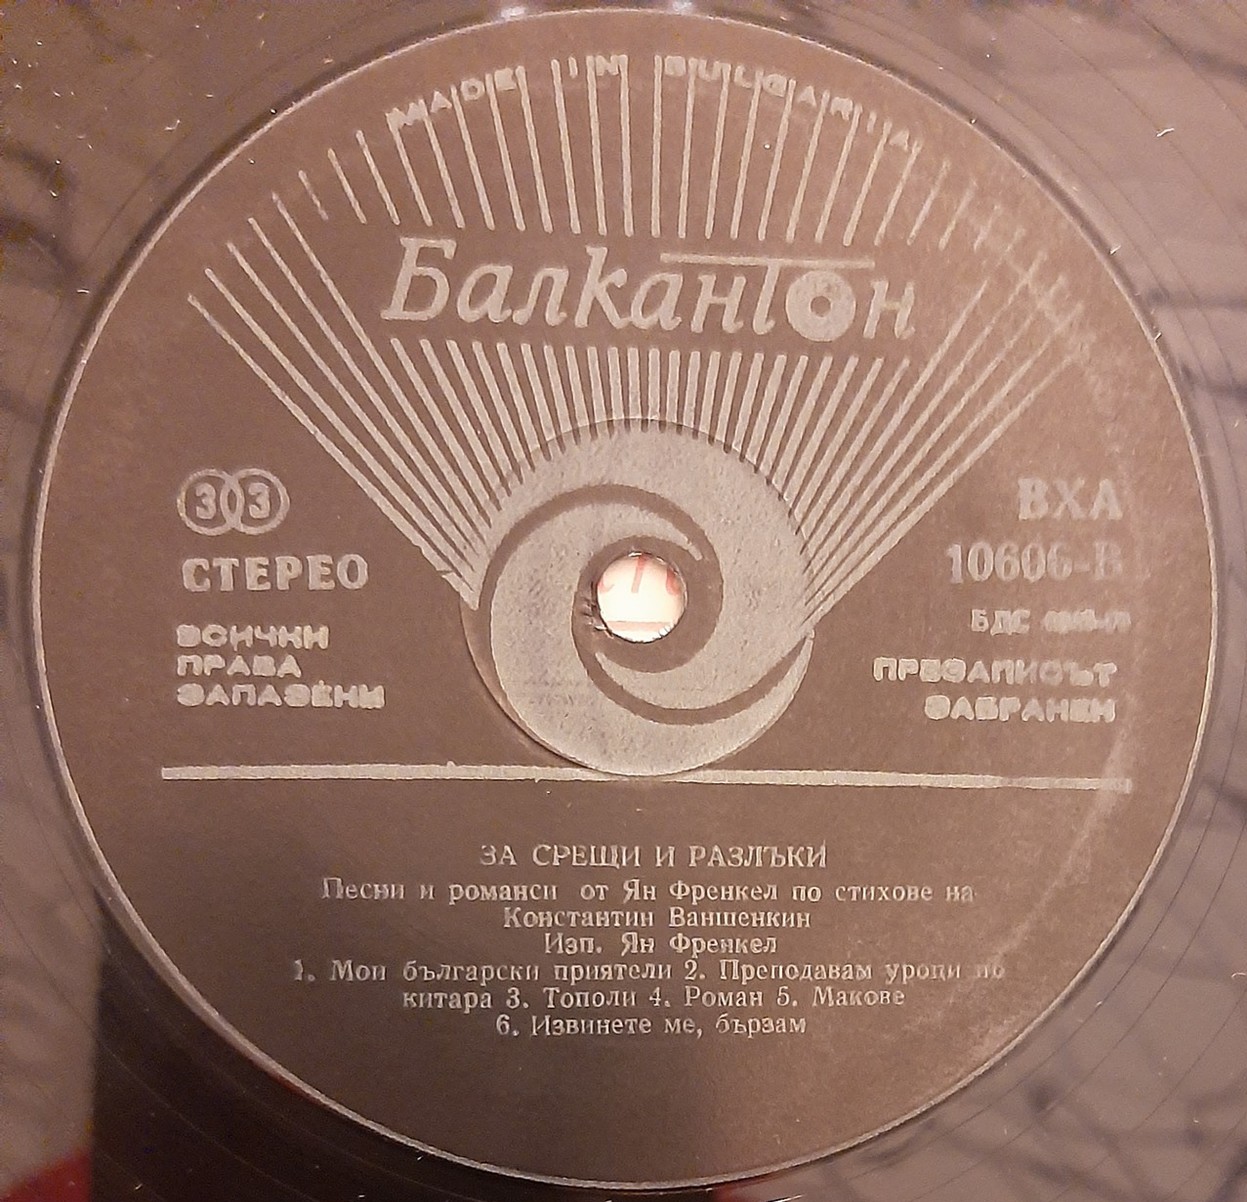 MADE IN BULGARIA
Балкантон
33
СТЕРЕО
ВСИЧКИ
ПРАВА
ЗАПАЗЕНИ
ВХА
10606-В
БДС
ПРЕЗАПИСЪТ
ЗАБРАНЕН
ЗА СРЕЩИ И РАЗЛЪКИ
Песни и романси от Ян Френкел по стихове на
Константин Ваншенкин
Изп. Ян Френкел
1. Мои български приятели 2. Преподавам уроци по
китара 3. Тополи 4. Роман 5. Макове
6. Извинете ме, бързам